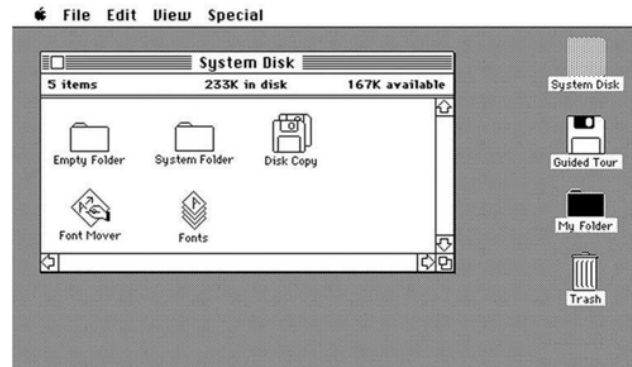 File Edit View Special
System Disk
5 items 233K in disk 167K available
Empty Folder System Folder Disk Copy
Font Mover Fonts
System Disk
Guided Tour
My Folder
Trash